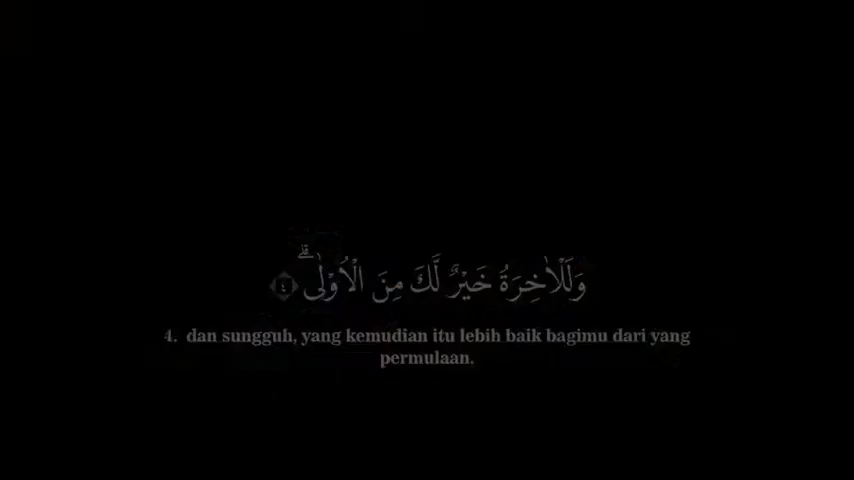 وَلَلْاٰخِرَةُ خَيْرٌ لَّكَ مِنَ الْاُوْلٰىۗ ٤
4. dan sungguh, yang kemudian itu lebih baik bagimu dari yang
permulaan.